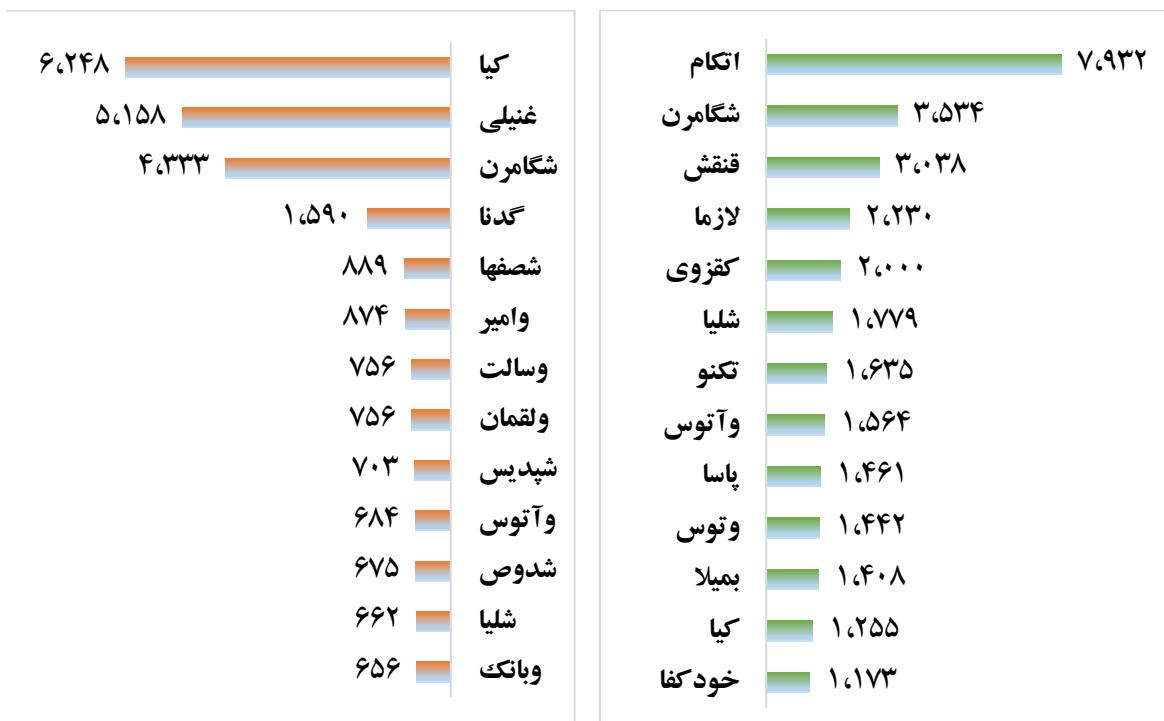 اتکام ۷،۹۳۲
شگامرن ۳،۵۳۴
قنقش ۳،۰۳۸
لازما ۲،۲۳۰
کقزوی ۲،۰۰۰
شلیا ۱،۷۷۹
تکنو ۱،۶۳۵
وآتوس ۱،۵۶۴
پاسا ۱،۴۶۱
وتوس ۱،۴۴۲
بمیلا ۱،۴۰۸
کیا ۱،۲۵۵
خودکفا ۱،۱۷۳
کیا ۶،۲۴۸
غنیلی ۵،۱۵۸
شگامرن ۴،۳۳۳
گدنا ۱،۵۹۰
شصفها ۸۸۹
وامیر ۸۷۴
وسالت ۷۵۶
ولقمان ۷۵۶
شپدیس ۷۰۳
وآتوس ۶۸۴
شدوص ۶۷۵
شلیا ۶۶۲
وبانک ۶۵۶